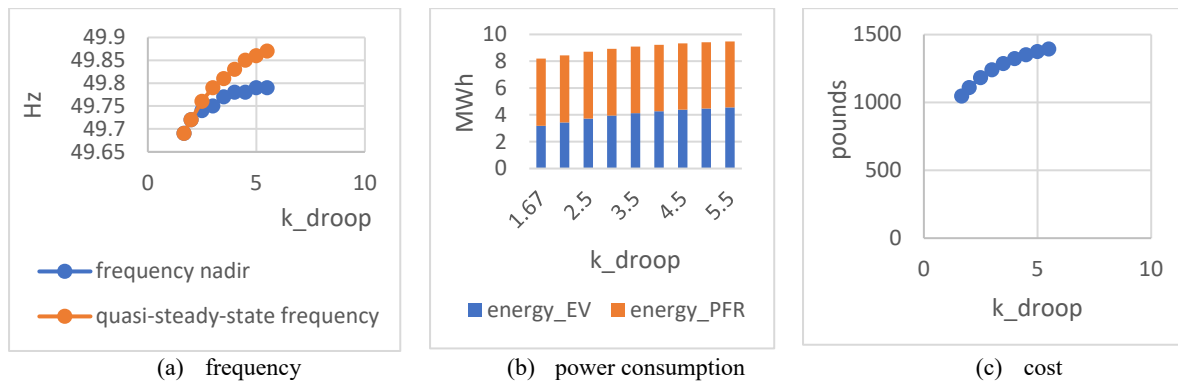 Hz
49.9
49.85
49.8
49.75
49.7
49.65
0
5
10
k_droop
frequency nadir
quasi-steady-state frequency
(a) frequency
MWh
10
8
6
4
2
0
1.67
2.5
3.5
4.5
5.5
k_droop
energy_EV energy_PFR
(b) power consumption
pounds
1500
1000
500
0
0
5
10
k_droop
(c) cost